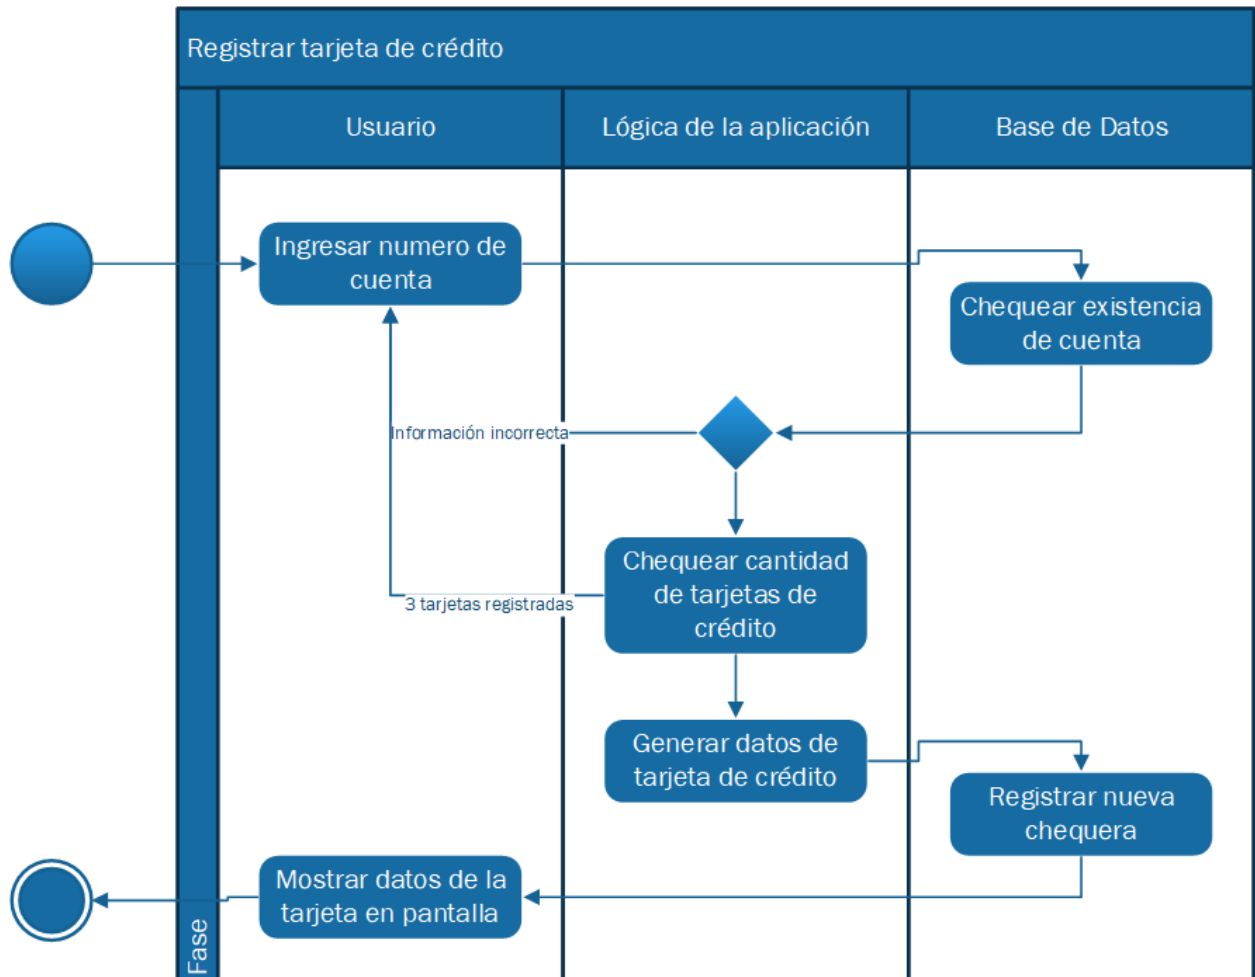 Registrar tarjeta de crédito
Usuario
Lógica de la aplicación
Base de Datos
Ingresar numero de
cuenta
Chequear existencia
de cuenta
Información incorrecta
Chequear cantidad
de tarjetas de
crédito
3 tarjetas registradas
Generar datos de
tarjeta de crédito
Registrar nueva
chequera
Mostrar datos de la
tarjeta en pantalla
Fase